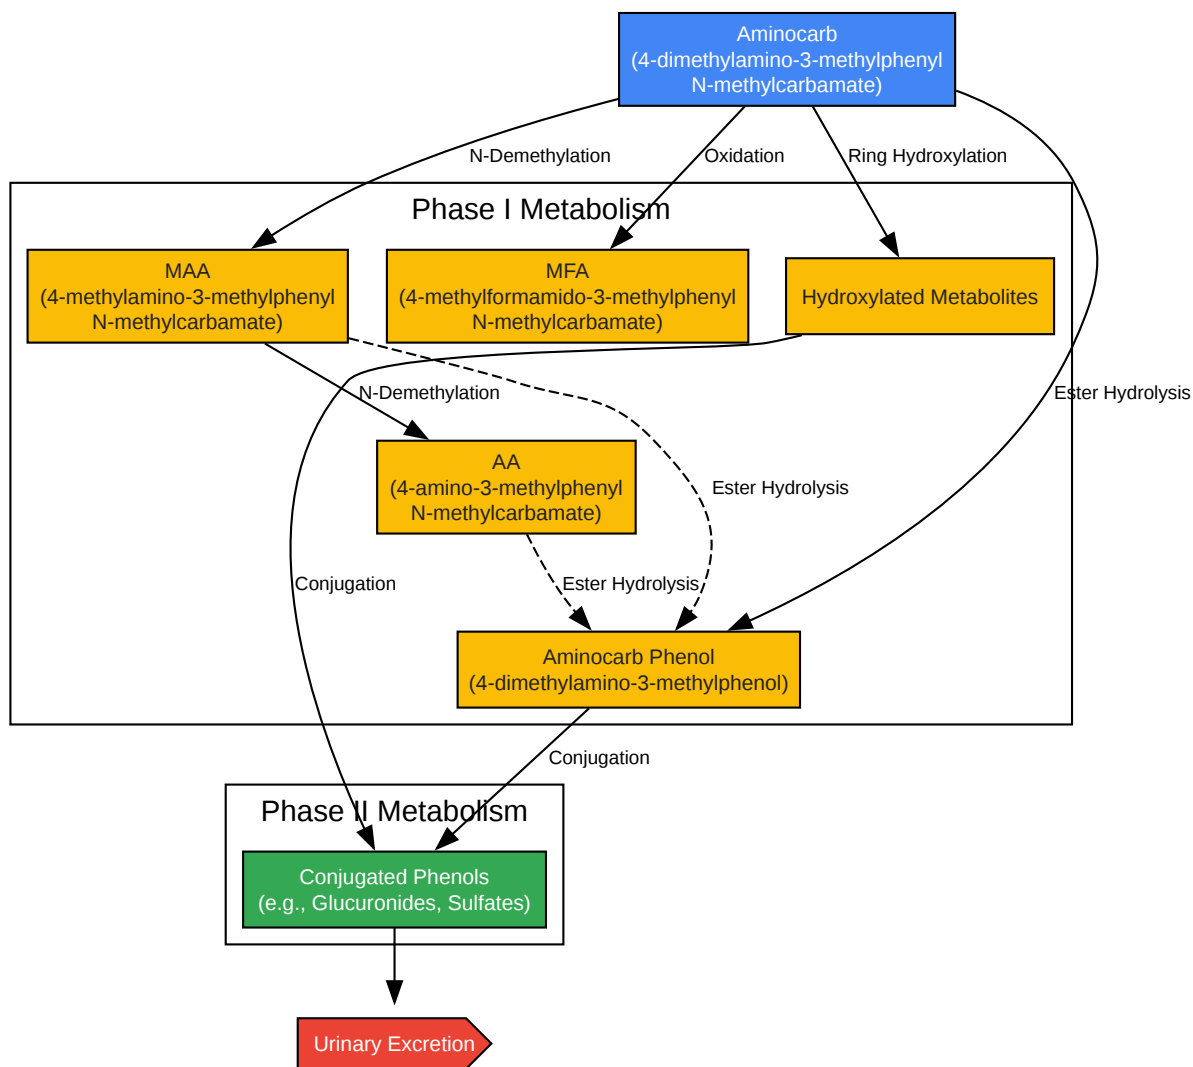 Aminocarb
(4-dimethylamino-3-methylphenyl
N-methylcarbamate)
N-Demethylation
Oxidation
Ring Hydroxylation
Phase I Metabolism
MAA
(4-methylamino-3-methylphenyl
N-methylcarbamate)
MFA
(4-methylformamido-3-methylphenyl
N-methylcarbamate)
Hydroxylated Metabolites
N-Demethylation
Ester Hydrolysis
AA
(4-amino-3-methylphenyl
N-methylcarbamate)
Ester Hydrolysis
Conjugation
Ester Hydrolysis
Aminocarb Phenol
(4-dimethylamino-3-methylphenol)
Conjugation
Phase II Metabolism
Conjugated Phenols
(e.g., Glucuronides, Sulfates)
Urinary Excretion